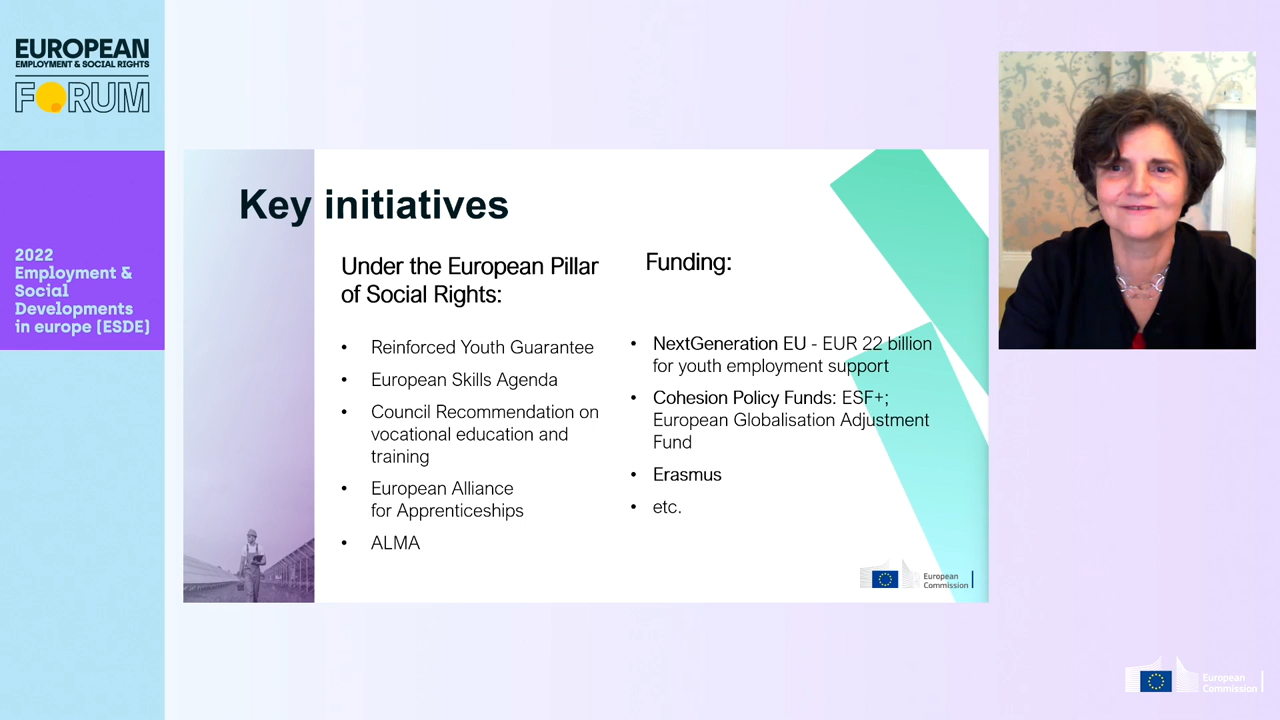 EUROPEAN
EMPLOYMENT & SOCIAL RIGHTS
FORUM
2022
Employment &
Social
Developments
in europe (ESDE)
Key initiatives
Under the European Pillar
of Social Rights:
• Reinforced Youth Guarantee
• European Skills Agenda
• Council Recommendation on
vocational education and
training
• European Alliance
for Apprenticeships
• ALMA
Funding:
• NextGeneration EU - EUR 22 billion
for youth employment support
• Cohesion Policy Funds: ESF+;
European Globalisation Adjustment
Fund
• Erasmus
• etc.
European
Commission
European
Commission